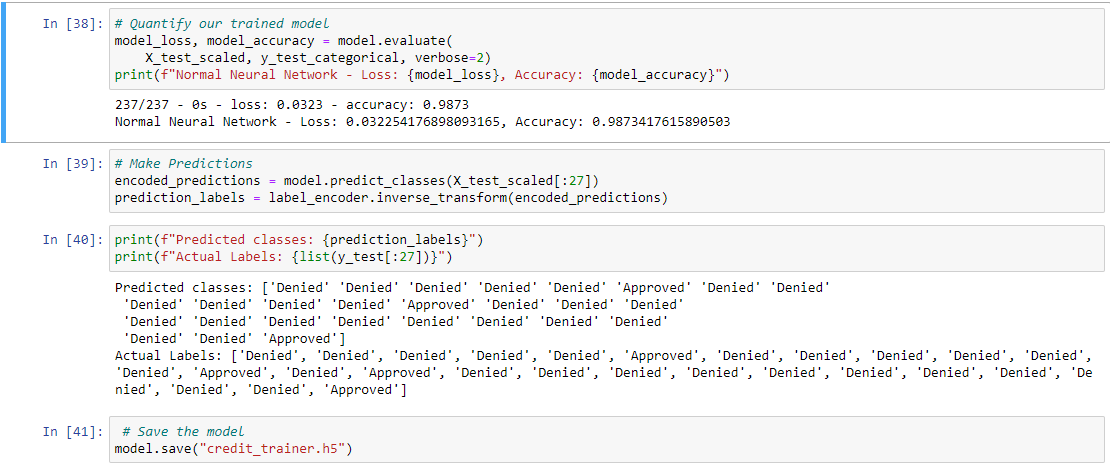 In [38]: # Quantify our trained model
model_loss, model_accuracy = model.evaluate(
    X_test_scaled, y_test_categorical, verbose=2)
print(f"Normal Neural Network - Loss: {model_loss}, Accuracy: {model_accuracy}")
237/237 - 0s - loss: 0.0323 - accuracy: 0.9873
Normal Neural Network - Loss: 0.032254176898093165, Accuracy: 0.9873417615890503
In [39]: # Make Predictions
encoded_predictions = model.predict_classes(X_test_scaled[:27])
prediction_labels = label_encoder.inverse_transform(encoded_predictions)
In [40]: print(f"Predicted classes: {prediction_labels}")
print(f"Actual Labels: {list(y_test[:27])}")
Predicted classes: ['Denied' 'Denied' 'Denied' 'Denied' 'Denied' 'Approved' 'Denied' 'Denied'
 'Denied' 'Denied' 'Denied' 'Denied' 'Approved' 'Denied' 'Denied' 'Denied'
 'Denied' 'Denied' 'Denied' 'Denied' 'Denied' 'Denied' 'Denied' 'Denied'
 'Denied' 'Denied' 'Approved']
Actual Labels: ['Denied', 'Denied', 'Denied', 'Denied', 'Denied', 'Approved', 'Denied', 'Denied', 'Denied', 'Denied', 'Denied',
'Denied', 'Approved', 'Denied', 'Approved', 'Denied', 'Denied', 'Denied', 'Denied', 'Denied', 'Denied', 'Denied', 'Denied', 'De
nied', 'Denied', 'Denied', 'Approved']
In [41]: # Save the model
model.save("credit_trainer.h5")